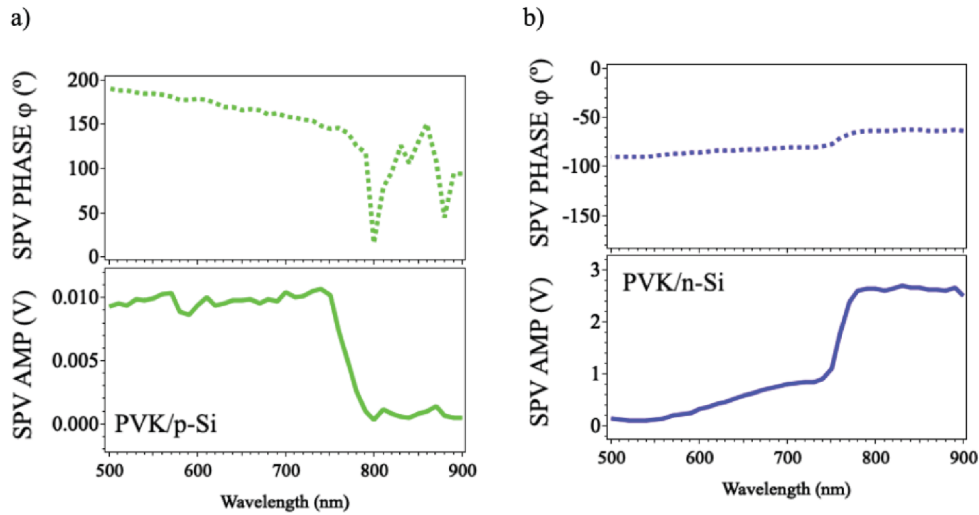 a)
SPV PHASE φ (º)
200
150
100
50
0
SPV AMP (V)
0.010
0.005
0.000
PVK/p-Si
500 600 700 800 900
Wavelength (nm)
b)
SPV PHASE φ (º)
0
-50
-100
-150
SPV AMP (V)
3
2
1
0
PVK/n-Si
500 600 700 800 900
Wavelength (nm)